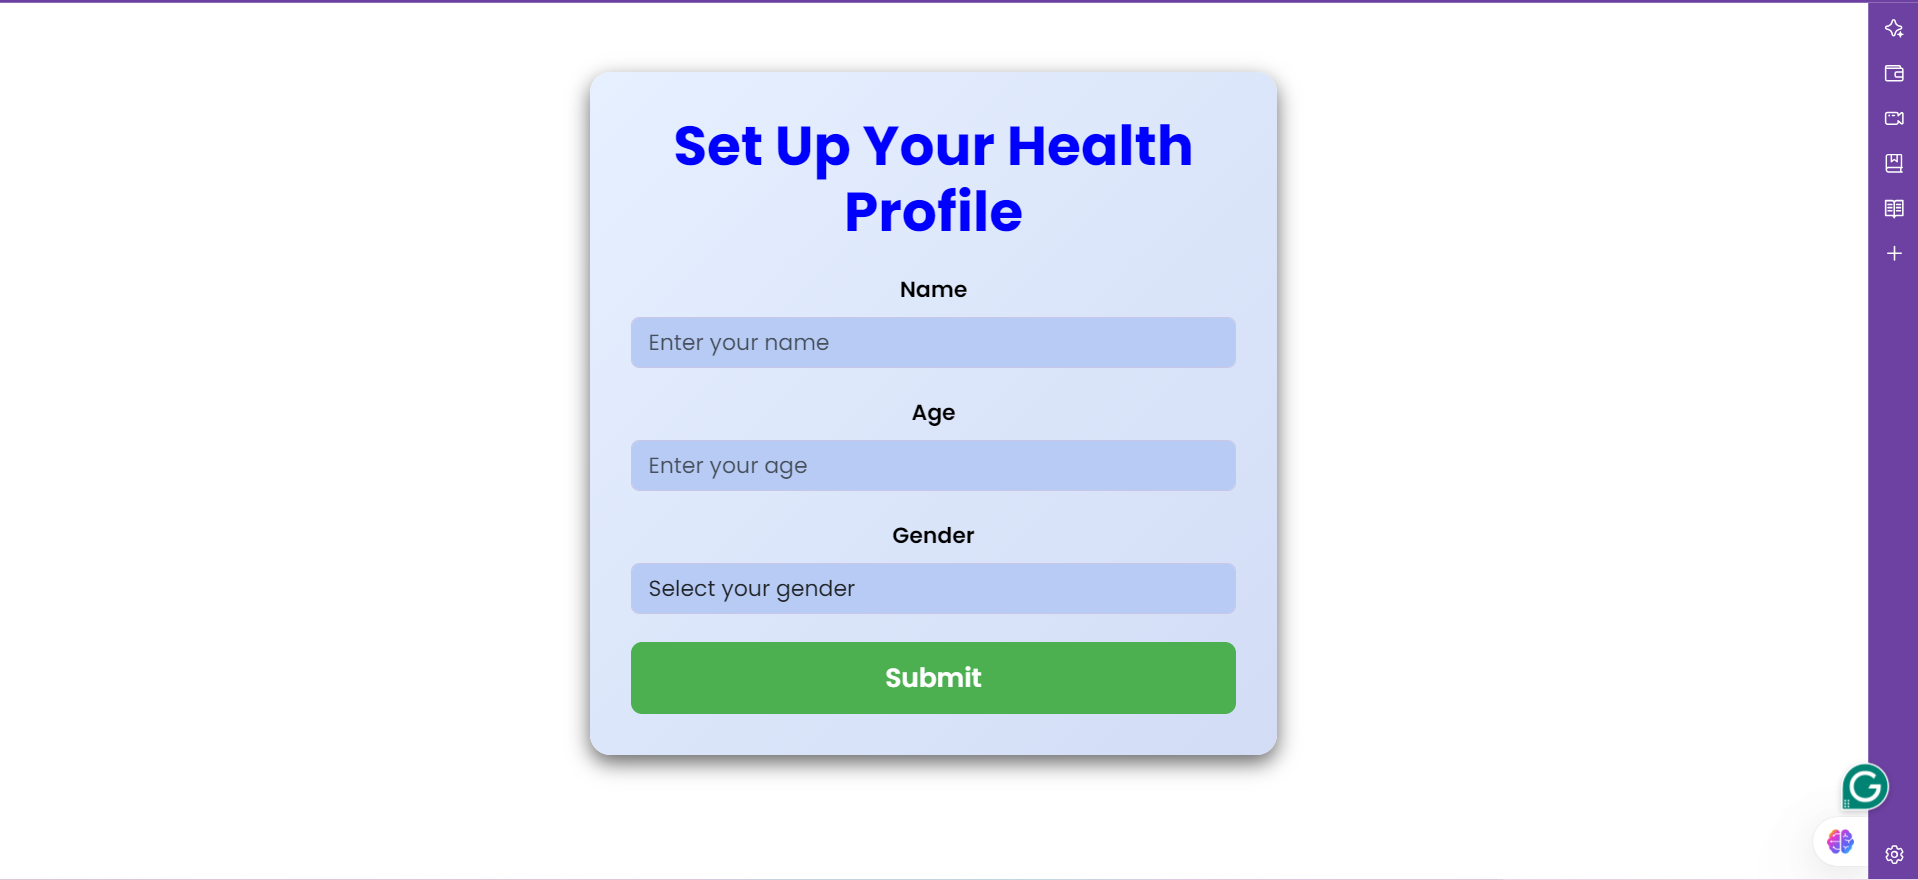 Set Up Your Health
Profile
Name
Enter your name
Age
Enter your age
Gender
Select your gender
Submit